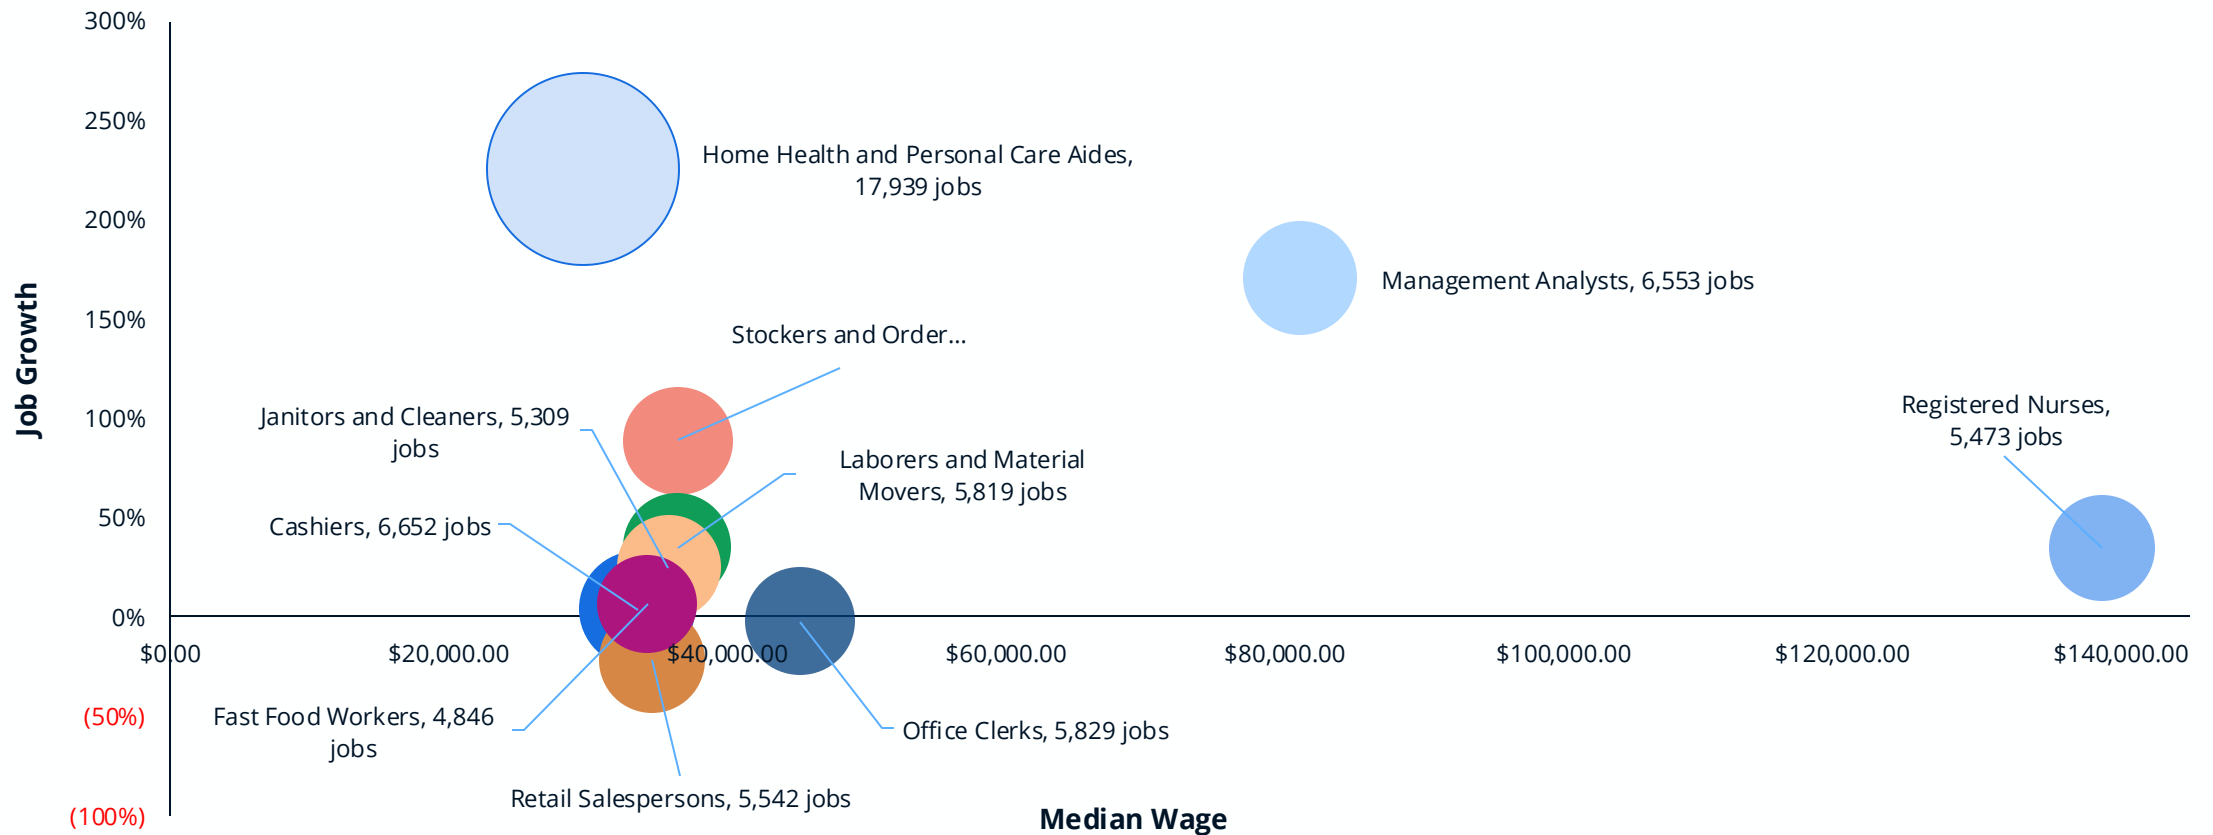 300%
250%
200%
150%
100%
50%
0%
(50%)
(100%)
Job Growth
Home Health and Personal Care Aides,
17,939 jobs
Management Analysts, 6,553 jobs
Stockers and Order...
Janitors and Cleaners, 5,309
jobs
Registered Nurses,
5,473 jobs
Laborers and Material
Movers, 5,819 jobs
Cashiers, 6,652 jobs
$0.00
$20,000.00
$40,000.00
$60,000.00
$80,000.00
$100,000.00
$120,000.00
$140,000.00
Fast Food Workers, 4,846
jobs
Office Clerks, 5,829 jobs
Retail Salespersons, 5,542 jobs
Median Wage